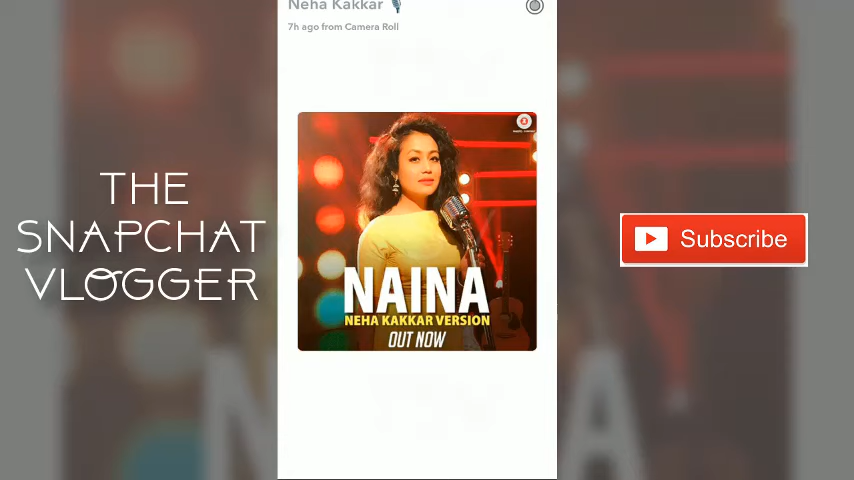 Neha Kakkar 🎙
7h ago from Camera Roll
THE
SNAPCHAT
VLOGGER
NAINA
NEHA KAKKAR VERSION
OUT NOW
Subscribe